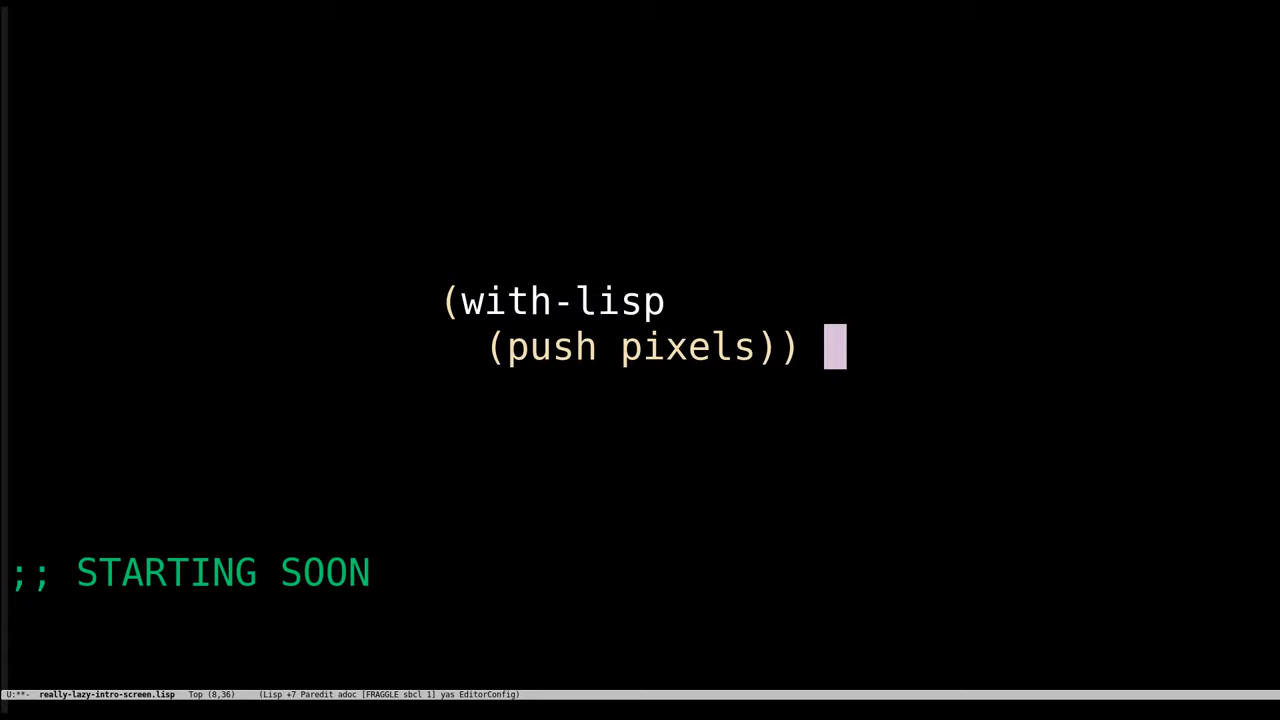 (with-lisp
(push pixels))
;; STARTING SOON
U:**- really-lazy-intro-screen.lisp Top (8,36) (Lisp +7 Paredit adoc [FRAGGLE sbcl 1] yas EditorConfig)